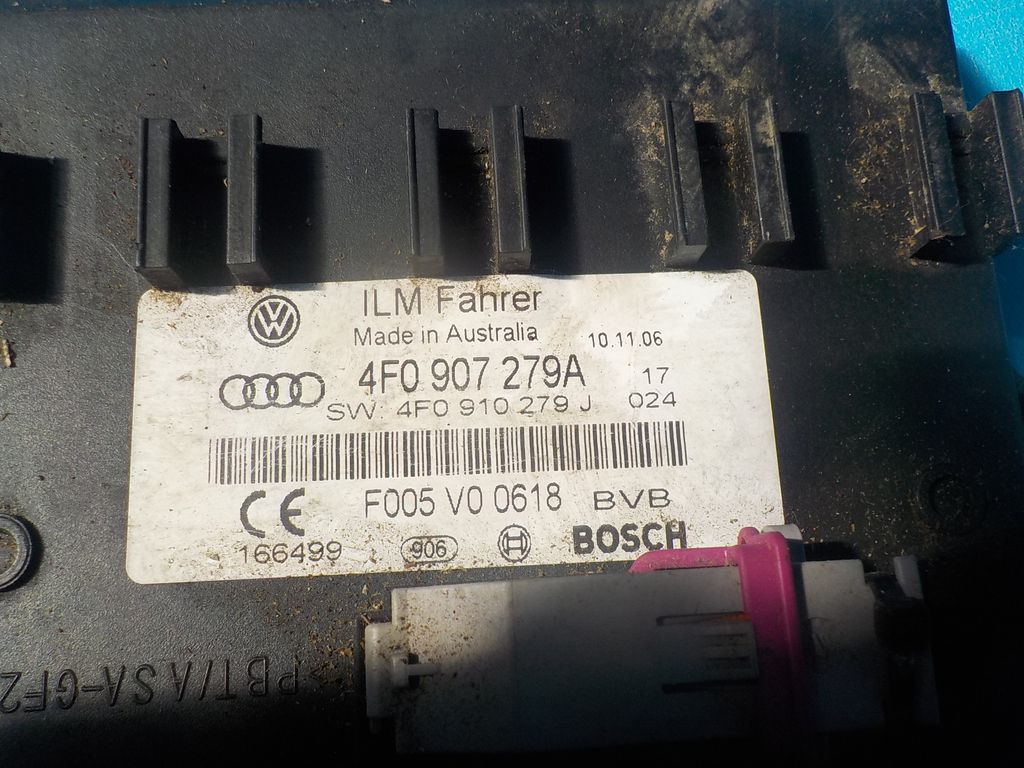 ILM Fahrer
Made in Australia 10.11.06
4F0 907 279A 17
SW: 4F0 910 279 J 024
F005 V0 0618 BVB
CE
166499 906 BOSCH
>PBT/ASA-GF2